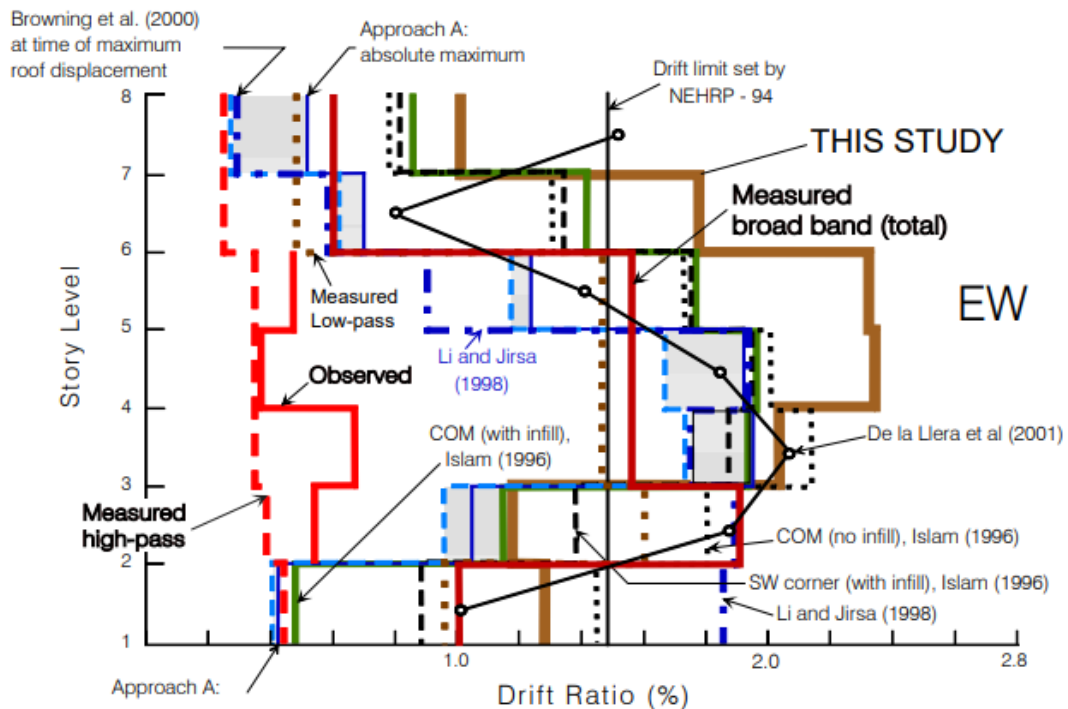 Browning et al. (2000)
at time of maximum
roof displacement
Approach A:
absolute maximum
Drift limit set by
NEHRP - 94
THIS STUDY
Measured
broad band (total)
EW
Measured
Low-pass
Li and Jirsa
(1998)
Observed
De la Llera et al (2001)
COM (with infill),
Islam (1996)
Measured
high-pass
COM (no infill), Islam (1996)
SW corner (with infill), Islam (1996)
Li and Jirsa (1998)
Approach A:
Story Level
8
7
6
5
4
3
2
1
1.0
2.0
2.8
Drift Ratio (%)